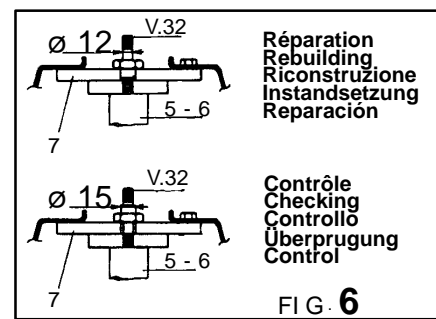 V.32
Ø 12
5 - 6
7
Réparation
Rebuilding
Riconstruzione
Instandsetzung
Reparación
V.32
Ø 15
5 - 6
7
Contrôle
Checking
Controllo
Überprugung
Control
FIG. 6